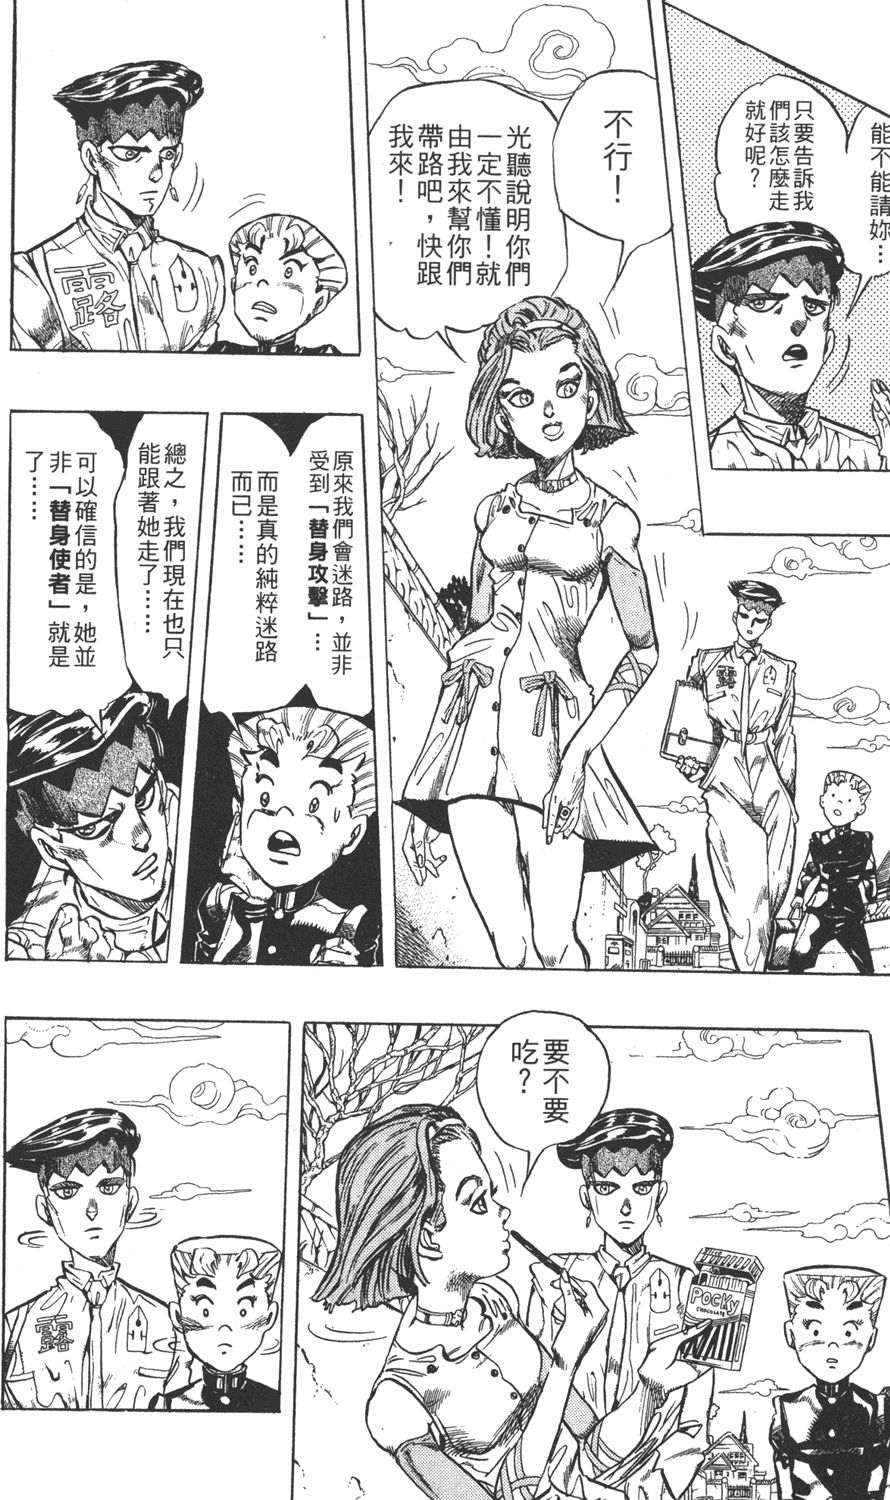 能不能請妳…
只要告訴我
們該怎麼走
就好呢？
不行！
光聽說明你們
一定不懂！就
由我來幫你們
帶路吧，快跟
我來！
露
露
原來我們會迷路，並非
受到「替身攻擊」…
而是真的純粹迷路
而已……
總之，我們現在也只
能跟著她走了……
可以確信的是，她並
非「替身使者」就是
了……
要不要
吃？
POCKY
CHOCOLATE
露